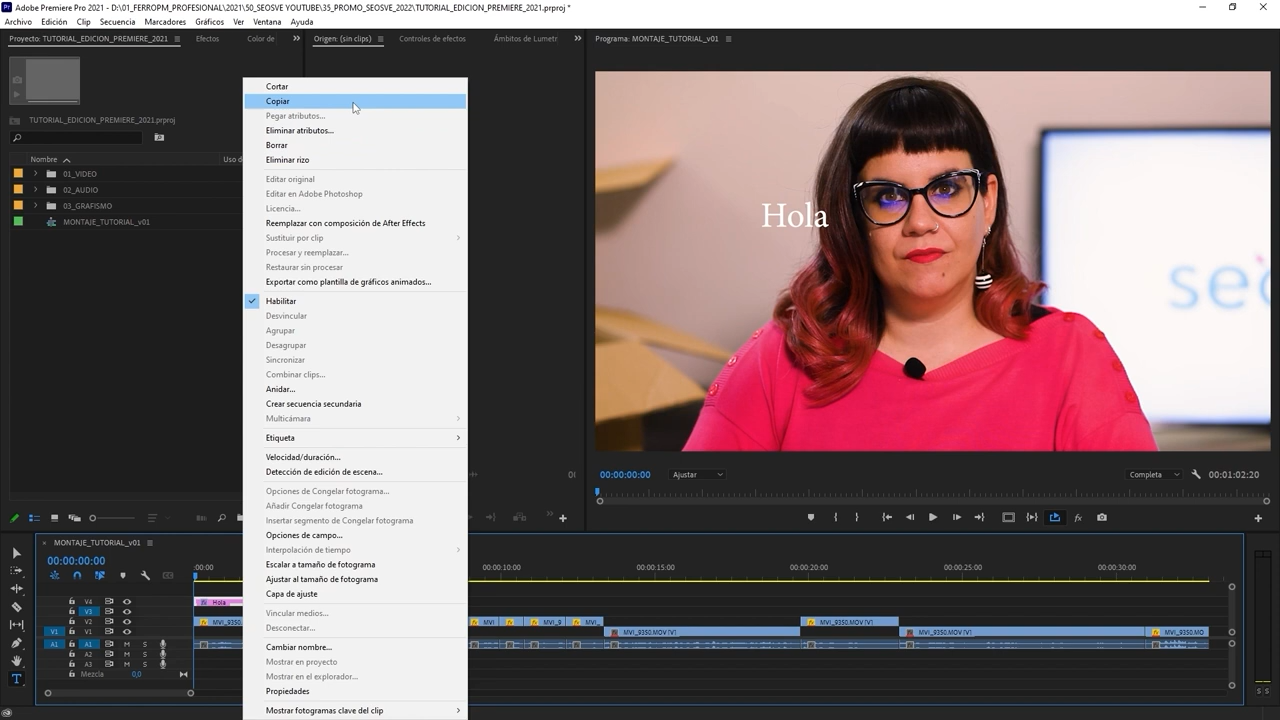 Adobe Premiere Pro 2021 - D:\01_FERROPM_PROFESIONAL\2021\50_SEOSVE YOUTUBE\35_PROMO_SEOSVE_2022\TUTORIAL_EDICION_PREMIERE_2021.prproj *
Archivo Edición Clip Secuencia Marcadores Gráficos Ver Ventana Ayuda
Proyecto: TUTORIAL_EDICION_PREMIERE_2021 Efectos Color de
Origen: (sin clips) Controles de efectos Ámbitos de Lumetr
Programa: MONTAJE_TUTORIAL_v01
TUTORIAL_EDICION_PREMIERE_2021.prproj
Nombre Uso de
01_VIDEO
02_AUDIO
03_GRAFISMO
MONTAJE_TUTORIAL_v01
Cortar
Copiar
Pegar atributos...
Eliminar atributos...
Borrar
Eliminar rizo
Editar original
Editar en Adobe Photoshop
Licencia...
Reemplazar con composición de After Effects
Sustituir por clip
Procesar y reemplazar...
Restaurar sin procesar
Exportar como plantilla de gráficos animados...
Habilitar
Desvincular
Agrupar
Desagrupar
Sincronizar
Combinar clips...
Anidar...
Crear secuencia secundaria
Multicámara
Etiqueta
Velocidad/duración...
Detección de edición de escena...
Opciones de Congelar fotograma...
Añadir Congelar fotograma
Insertar segmento de Congelar fotograma
Opciones de campo...
Interpolación de tiempo
Escalar a tamaño de fotograma
Ajustar al tamaño de fotograma
Capa de ajuste
Vincular medios...
Desconectar...
Cambiar nombre...
Mostrar en proyecto
Mostrar en el explorador...
Propiedades
Mostrar fotogramas clave del clip
Hola
seo
00:00:00:00 Ajustar Completa 00:01:02:20
MONTAJE_TUTORIAL_v01
00:00:00:00
:00:00 00:00:10:00 00:00:15:00 00:00:20:00 00:00:25:00 00:00:30:00
V4 Hola
V3
V2 MVI_9350. MVI MVI_9 MVI_ MVI_9350.MOV [V]
V1 V1 MVI_9350.MOV [V] MVI_9350.MOV [V] MVI_9350.MO
A1 A1 M S
A2 M S
A3 M S
Mezcla 0,0
S S